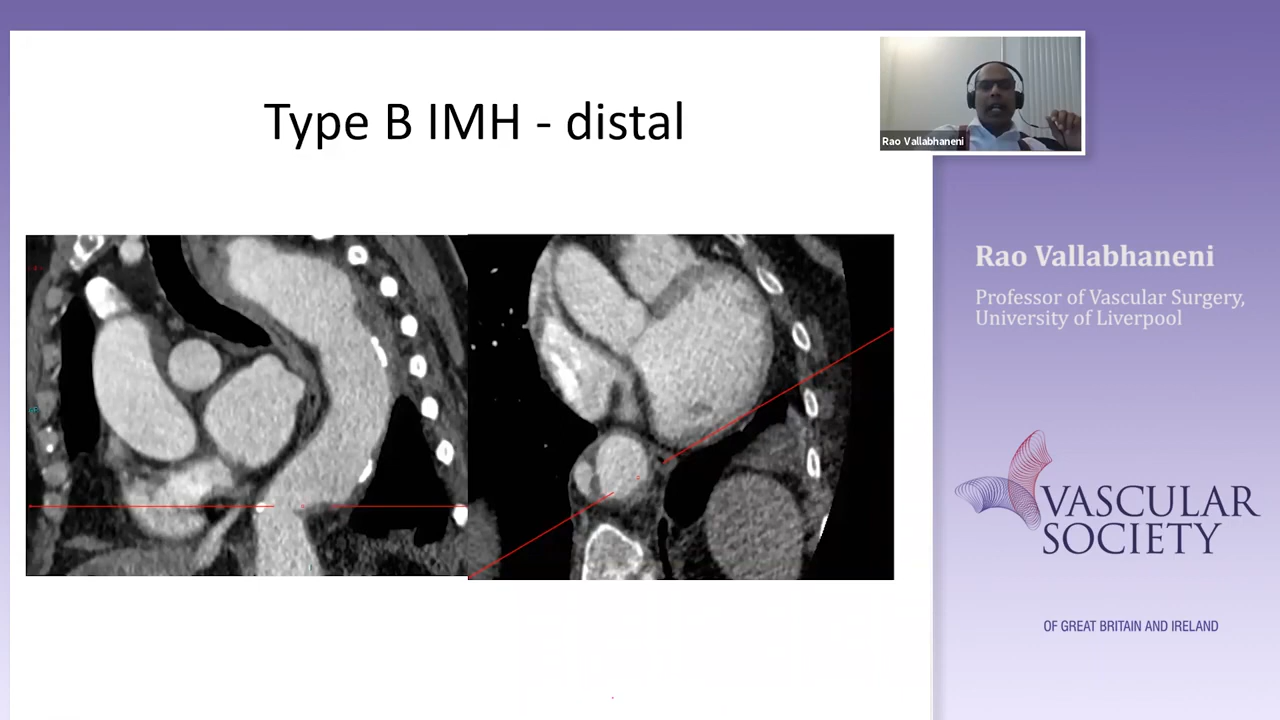 Type B IMH - distal
Rao Vallabhaneni
Rao Vallabhaneni
Professor of Vascular Surgery,
University of Liverpool
VASCULAR
SOCIETY
OF GREAT BRITAIN AND IRELAND